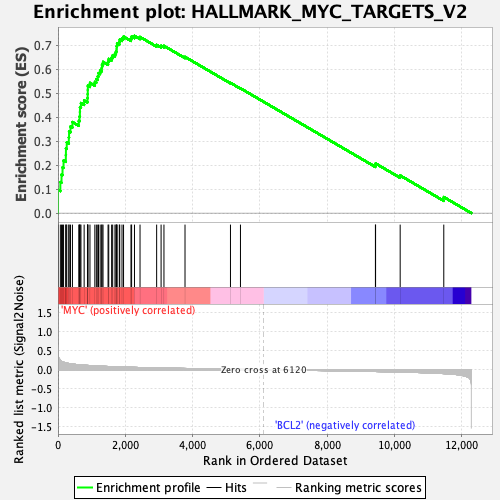 Enrichment plot: HALLMARK_MYC_TARGETS_V2
Enrichment score (ES)
0.7
0.6
0.5
0.4
0.3
0.2
0.1
0.0
Ranked list metric (Signal2Noise)
1.5
1.0
0.5
0.0
-0.5
-1.0
-1.5
'MYC' (positively correlated)
Zero cross at 6120
'BCL2' (negatively correlated)
0
2,000
4,000
6,000
8,000
10,000
12,000
Rank in Ordered Dataset
Enrichment profile
Hits
Ranking metric scores